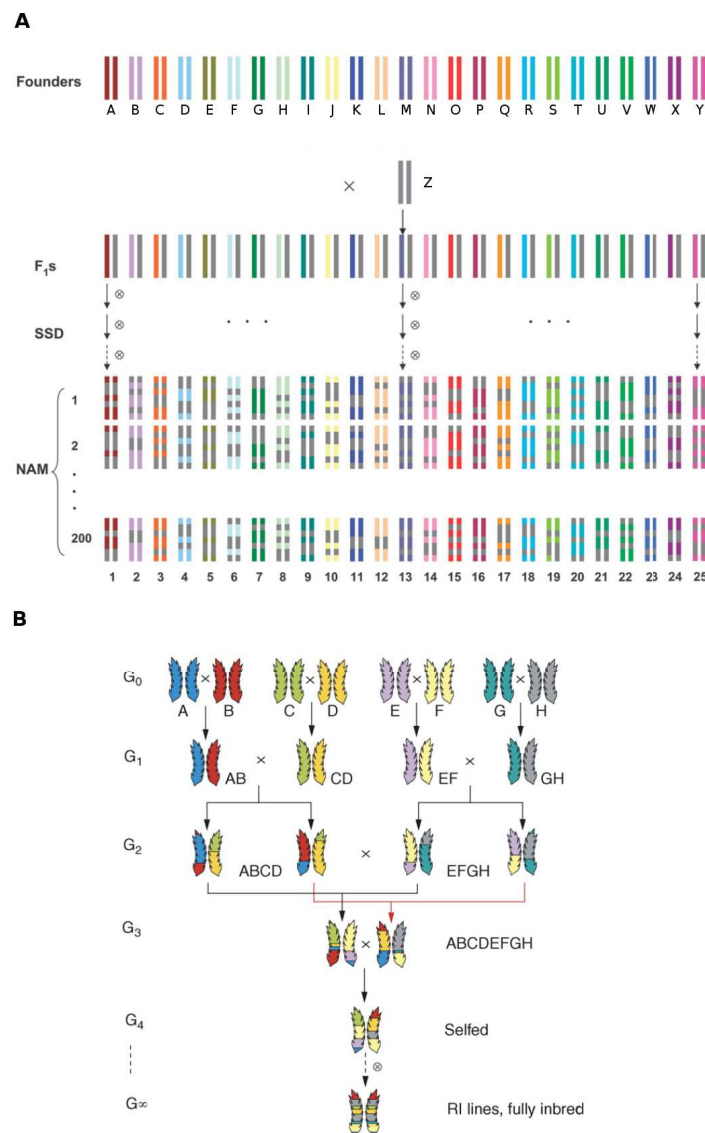 A
Founders
A B C D E F G H I J K L M N O P Q R S T U V W X Y
× Z
F₁s
⊗ ⊗
SSD
⊗ . . . ⊗ . . .
⊗ ⊗
1
2
NAM
.
.
.
200
1 2 3 4 5 6 7 8 9 10 11 12 13 14 15 16 17 18 19 20 21 22 23 24 25
B
G₀ × × × ×
A B C D E F G H
G₁ × ×
AB CD EF GH
G₂ ×
ABCD EFGH
G₃ × ABCDEFGH
G₄ Selfed
⊗
G∞ RI lines, fully inbred